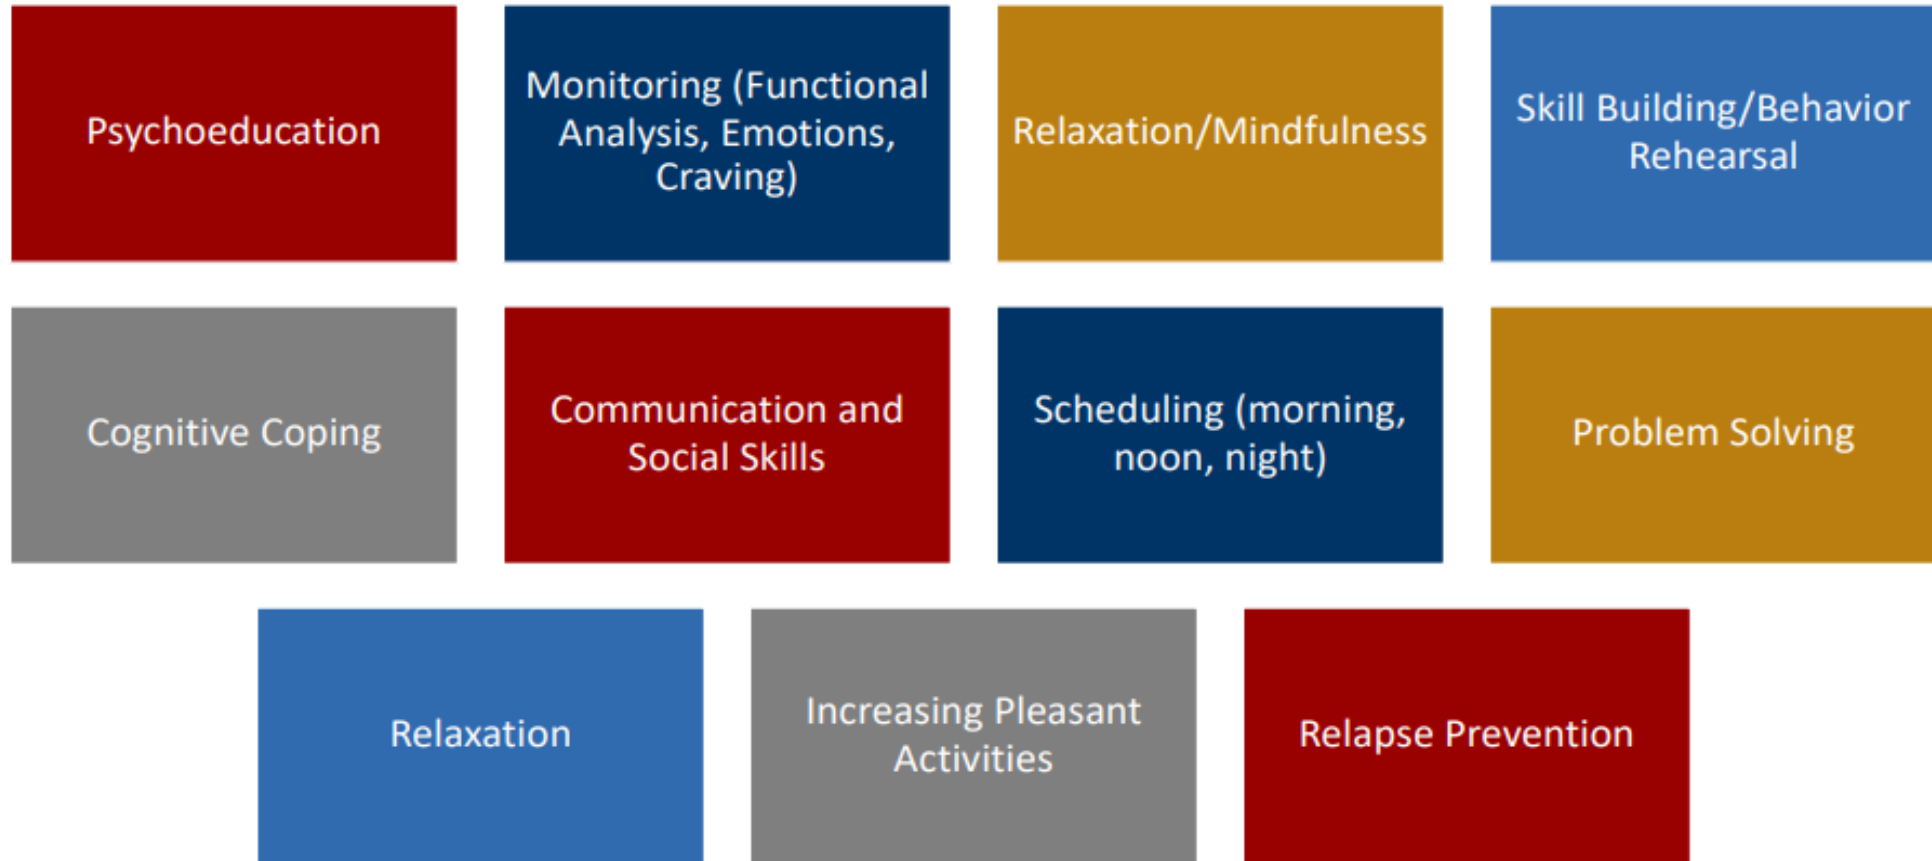 Psychoeducation
Monitoring (Functional
Analysis, Emotions,
Craving)
Relaxation/Mindfulness
Skill Building/Behavior
Rehearsal
Cognitive Coping
Communication and
Social Skills
Scheduling (morning,
noon, night)
Problem Solving
Relaxation
Increasing Pleasant
Activities
Relapse Prevention